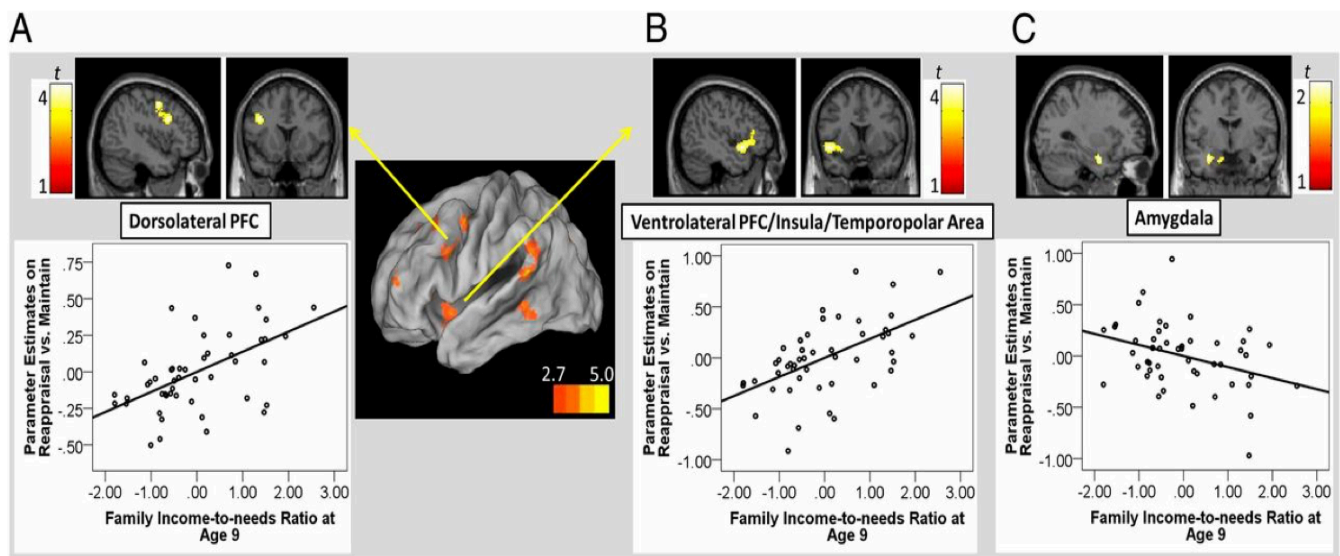 A
B
C
t
4
1
t
4
1
t
2
1
Dorsolateral PFC
Ventrolateral PFC/Insula/Temporopolar Area
Amygdala
2.7 5.0
Parameter Estimates on
Reappraisal vs. Maintain
.75
.50
.25
.00
-.25
-.50
-2.00 -1.00 .00 1.00 2.00 3.00
Family Income-to-needs Ratio at
Age 9
Parameter Estimates on
Reappraisal vs. Maintain
1.00
.50
.00
-.50
-1.00
-2.00 -1.00 .00 1.00 2.00 3.00
Family Income-to-needs Ratio at
Age 9
Parameter Estimates on
Reappraisal vs. Maintain
1.00
.50
.00
-.50
-1.00
-2.00 -1.00 .00 1.00 2.00 3.00
Family Income-to-needs Ratio at
Age 9